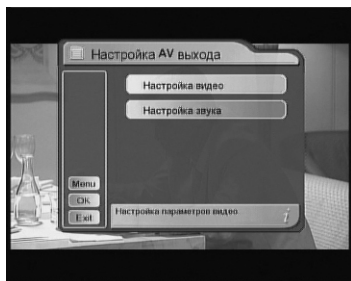 Настройка AV выхода
Настройка видео
Настройка звука
Menu
OK
Exit
Настройка параметров видео
i